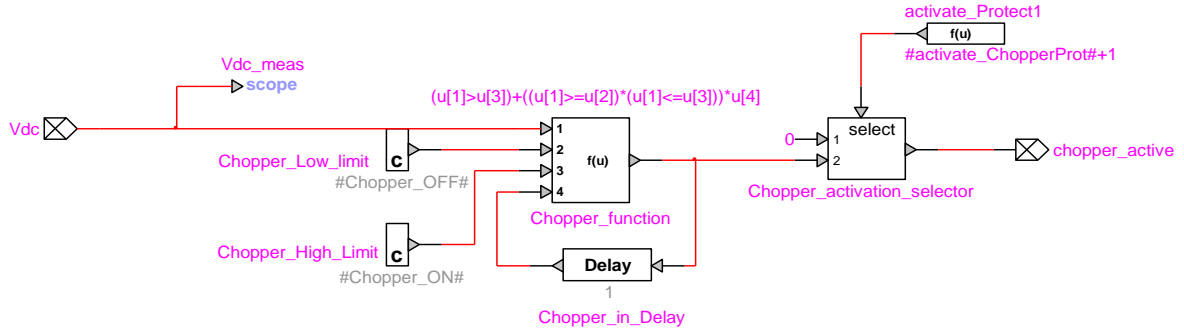 activate_Protect1
f(u)
#activate_ChopperProt#+1
Vdc_meas
scope
(u[1]>u[3])+((u[1]>=u[2])*(u[1]<=u[3]))*u[4]
Vdc
1
2
3
4
f(u)
Chopper_function
c
Chopper_Low_limit
#Chopper_OFF#
c
Chopper_High_Limit
#Chopper_ON#
Delay
1
Chopper_in_Delay
select
0
1
2
Chopper_activation_selector
chopper_active